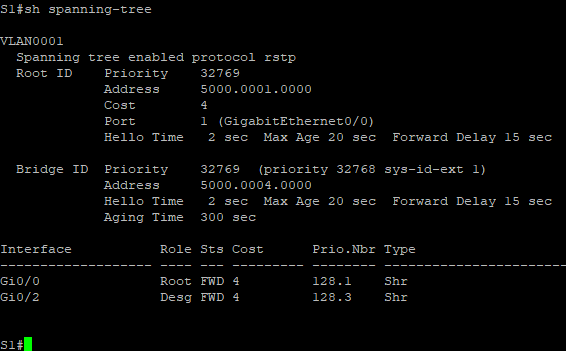 S1#sh spanning-tree
VLAN0001
  Spanning tree enabled protocol rstp
  Root ID    Priority    32769
             Address     5000.0001.0000
             Cost        4
             Port        1 (GigabitEthernet0/0)
             Hello Time   2 sec  Max Age 20 sec  Forward Delay 15 sec
  Bridge ID  Priority    32769  (priority 32768 sys-id-ext 1)
             Address     5000.0004.0000
             Hello Time   2 sec  Max Age 20 sec  Forward Delay 15 sec
             Aging Time  300 sec
Interface           Role Sts Cost      Prio.Nbr Type
------------------- ---- --- --------- -------- --------------------------------
Gi0/0               Root FWD 4         128.1    Shr
Gi0/2               Desg FWD 4         128.3    Shr
S1#